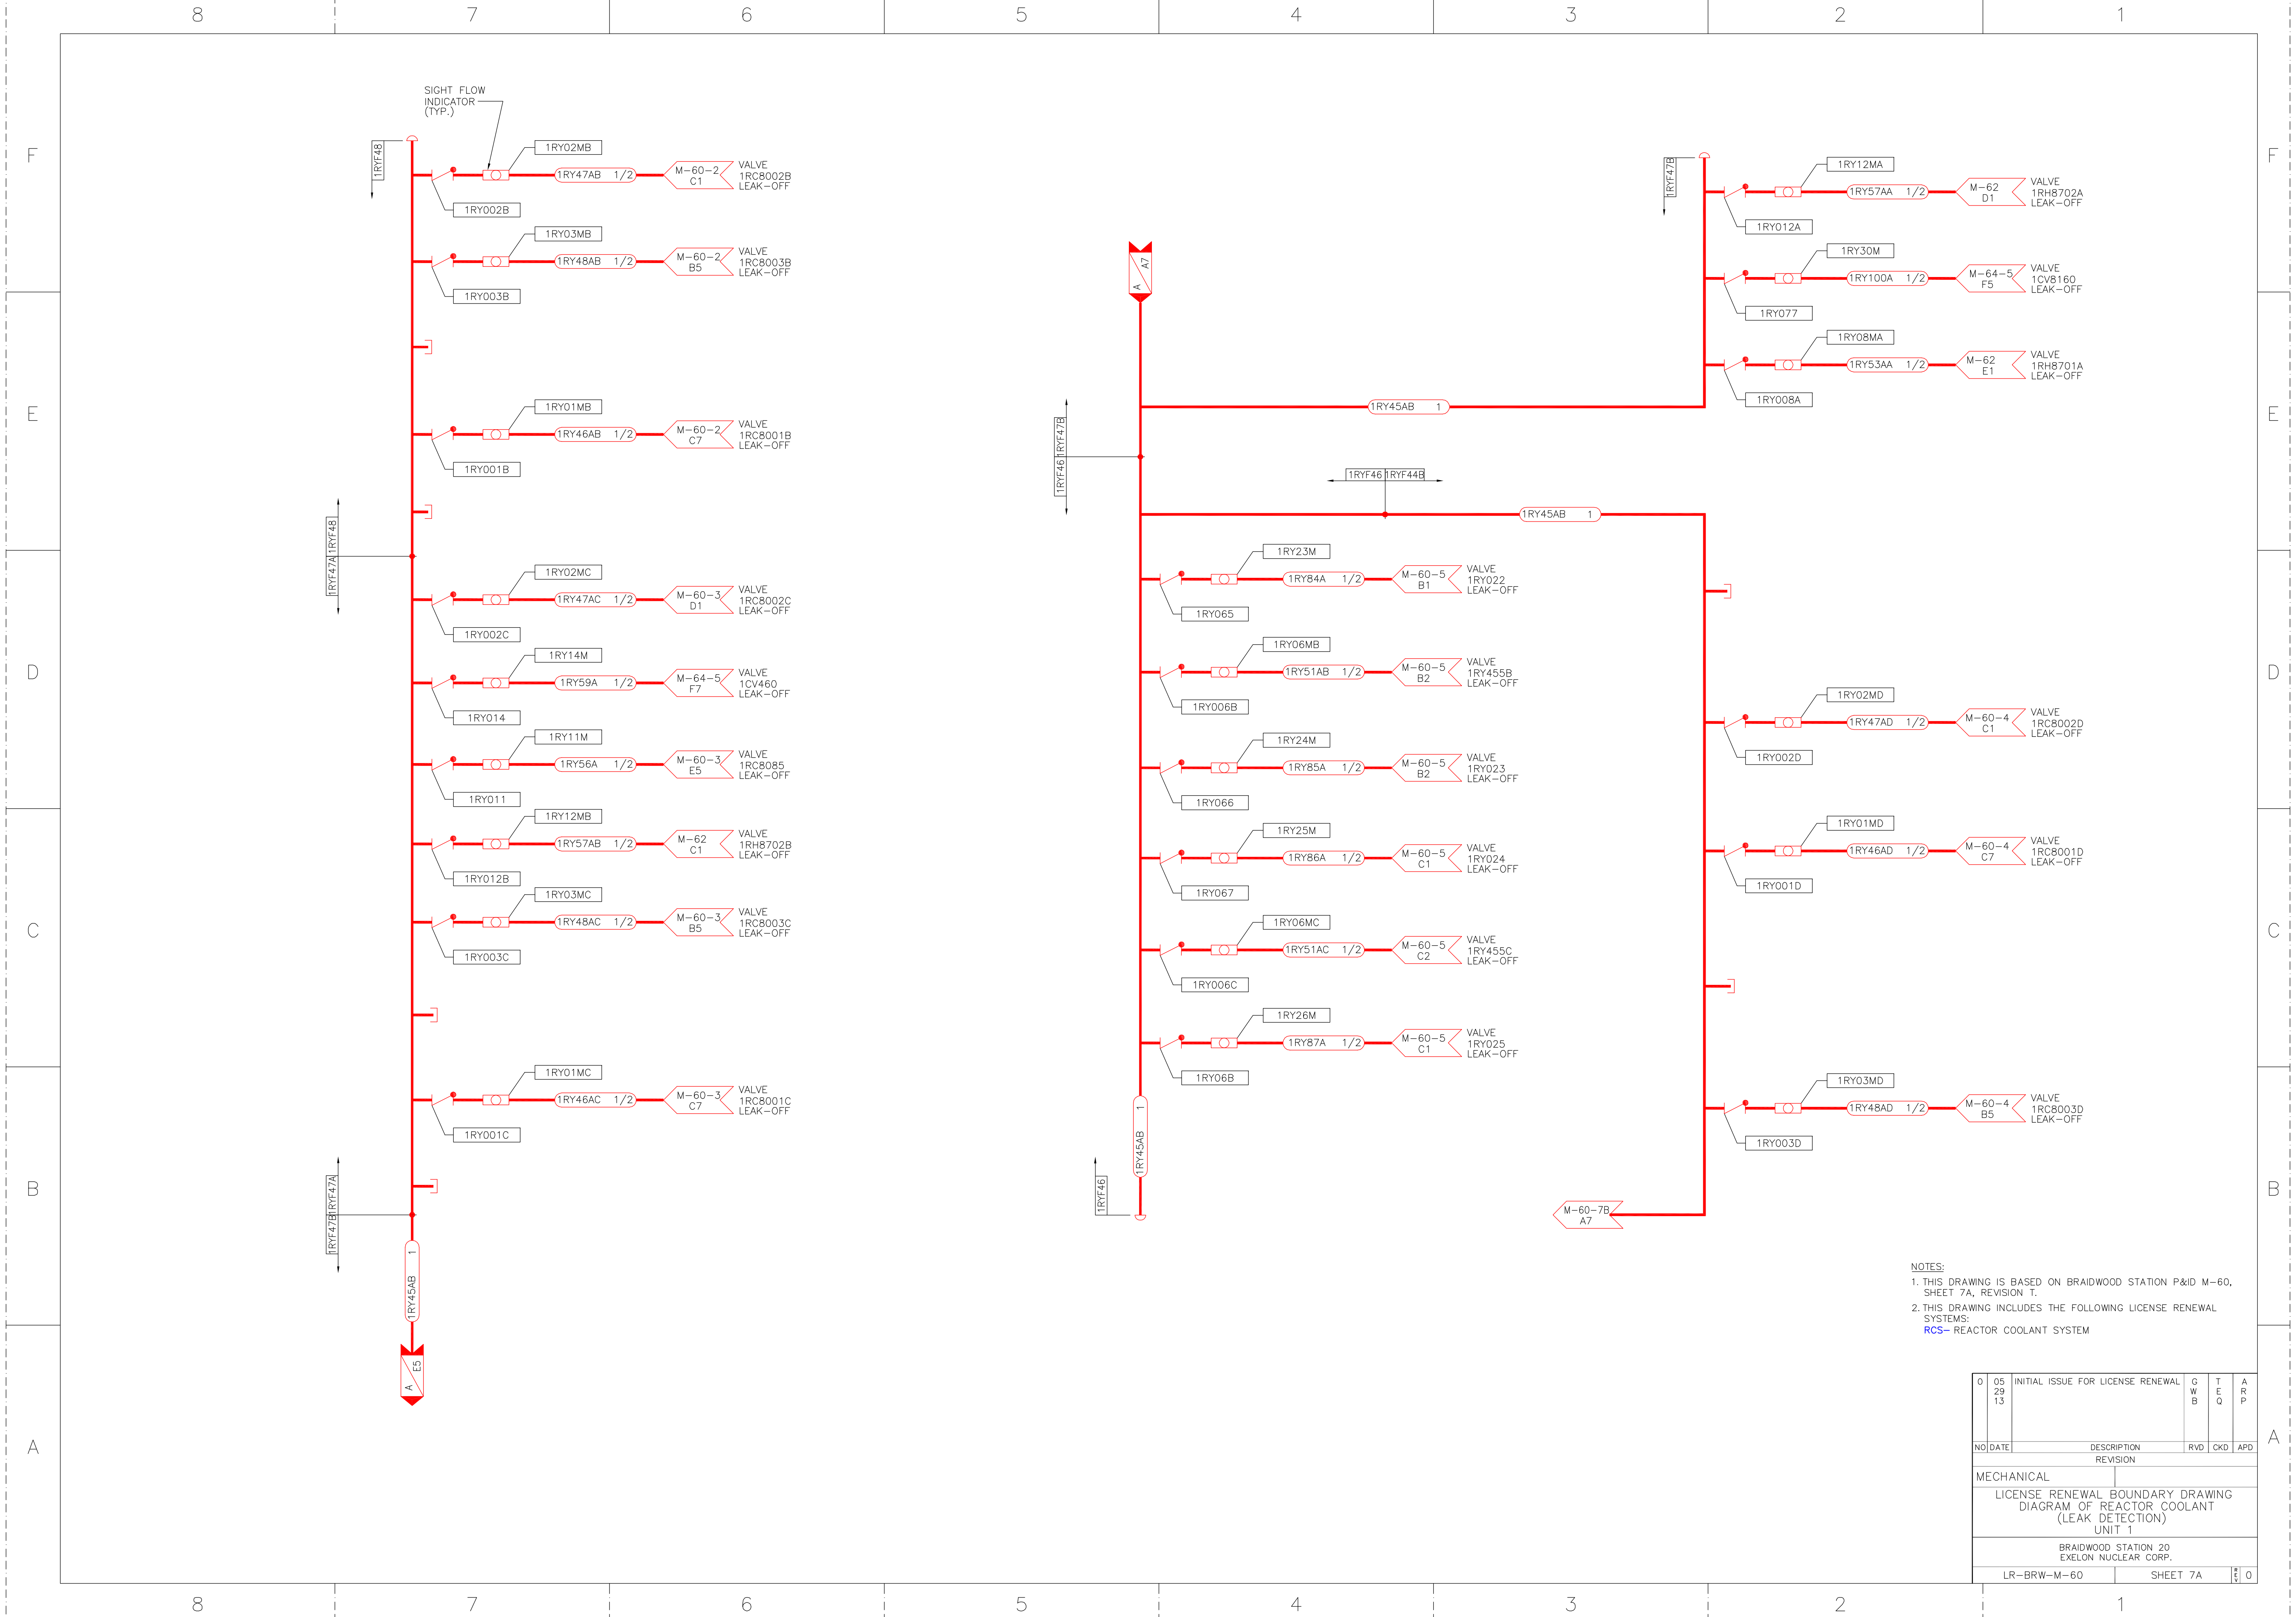 8 7 6 5 4 3 2 1
F
E
D
C
B
A
SIGHT FLOW
INDICATOR
(TYP.)
1RYF48
1RY02MB
1RY47AB 1/2
M-60-2
C1
VALVE
1RC8002B
LEAK-OFF
1RY002B
1RY03MB
1RY48AB 1/2
M-60-2
B5
VALVE
1RC8003B
LEAK-OFF
1RY003B
1RY01MB
1RY46AB 1/2
M-60-2
C7
VALVE
1RC8001B
LEAK-OFF
1RY001B
1RYF47A 1RYF48
1RY02MC
1RY47AC 1/2
M-60-3
D1
VALVE
1RC8002C
LEAK-OFF
1RY002C
1RY14M
1RY59A 1/2
M-64-5
F7
VALVE
1CV460
LEAK-OFF
1RY014
1RY11M
1RY56A 1/2
M-60-3
E5
VALVE
1RC8085
LEAK-OFF
1RY011
1RY12MB
1RY57AB 1/2
M-62
C1
VALVE
1RH8702B
LEAK-OFF
1RY012B
1RY03MC
1RY48AC 1/2
M-60-3
B5
VALVE
1RC8003C
LEAK-OFF
1RY003C
1RY01MC
1RY46AC 1/2
M-60-3
C7
VALVE
1RC8001C
LEAK-OFF
1RY001C
1RYF47B 1RYF47A
1RY45AB 1
A E5
A A7
1RYF46 1RYF47B
1RY45AB 1
1RYF46 1RYF44B
1RY45AB 1
1RY23M
1RY84A 1/2
M-60-5
B1
VALVE
1RY022
LEAK-OFF
1RY065
1RY06MB
1RY51AB 1/2
M-60-5
B2
VALVE
1RY455B
LEAK-OFF
1RY006B
1RY24M
1RY85A 1/2
M-60-5
B2
VALVE
1RY023
LEAK-OFF
1RY066
1RY25M
1RY86A 1/2
M-60-5
C1
VALVE
1RY024
LEAK-OFF
1RY067
1RY06MC
1RY51AC 1/2
M-60-5
C2
VALVE
1RY455C
LEAK-OFF
1RY006C
1RY26M
1RY87A 1/2
M-60-5
C1
VALVE
1RY025
LEAK-OFF
1RY06B
1RY45AB 1
1RYF46
1RYF47B
1RY12MA
1RY57AA 1/2
M-62
D1
VALVE
1RH8702A
LEAK-OFF
1RY012A
1RY30M
1RY100A 1/2
M-64-5
F5
VALVE
1CV8160
LEAK-OFF
1RY077
1RY08MA
1RY53AA 1/2
M-62
E1
VALVE
1RH8701A
LEAK-OFF
1RY008A
1RY02MD
1RY47AD 1/2
M-60-4
C1
VALVE
1RC8002D
LEAK-OFF
1RY002D
1RY01MD
1RY46AD 1/2
M-60-4
C7
VALVE
1RC8001D
LEAK-OFF
1RY001D
1RY03MD
1RY48AD 1/2
M-60-4
B5
VALVE
1RC8003D
LEAK-OFF
1RY003D
M-60-7B
A7
NOTES:
1. THIS DRAWING IS BASED ON BRAIDWOOD STATION P&ID M-60,
SHEET 7A, REVISION T.
2. THIS DRAWING INCLUDES THE FOLLOWING LICENSE RENEWAL
SYSTEMS:
RCS- REACTOR COOLANT SYSTEM
0 05 INITIAL ISSUE FOR LICENSE RENEWAL G T A
29 W E R
13 B Q P
NO DATE DESCRIPTION RVD CKD APD
REVISION
MECHANICAL
LICENSE RENEWAL BOUNDARY DRAWING
DIAGRAM OF REACTOR COOLANT
(LEAK DETECTION)
UNIT 1
BRAIDWOOD STATION 20
EXELON NUCLEAR CORP.
LR-BRW-M-60 SHEET 7A REV 0
F
E
D
C
B
A
8 7 6 5 4 3 2 1